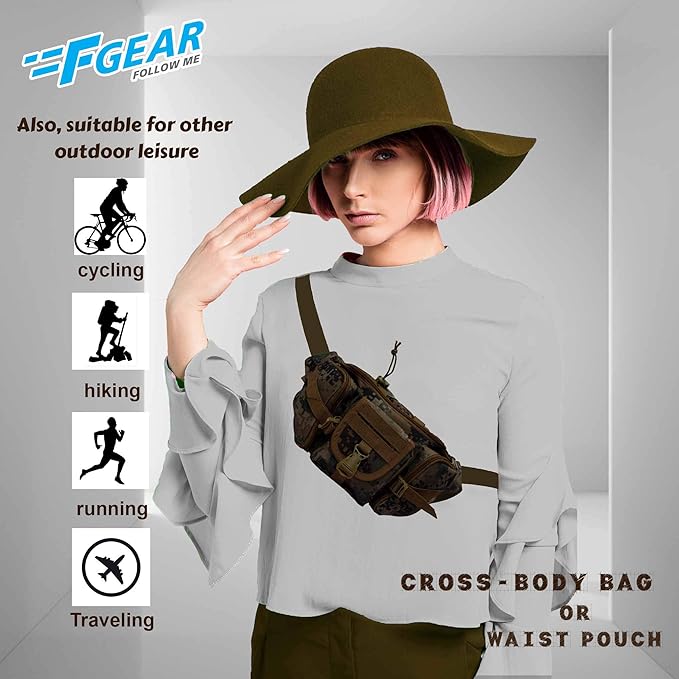 FGEAR
FOLLOW ME
Also, suitable for other
outdoor leisure
cycling
hiking
running
Traveling
CROSS-BODY BAG
OR
WAIST POUCH